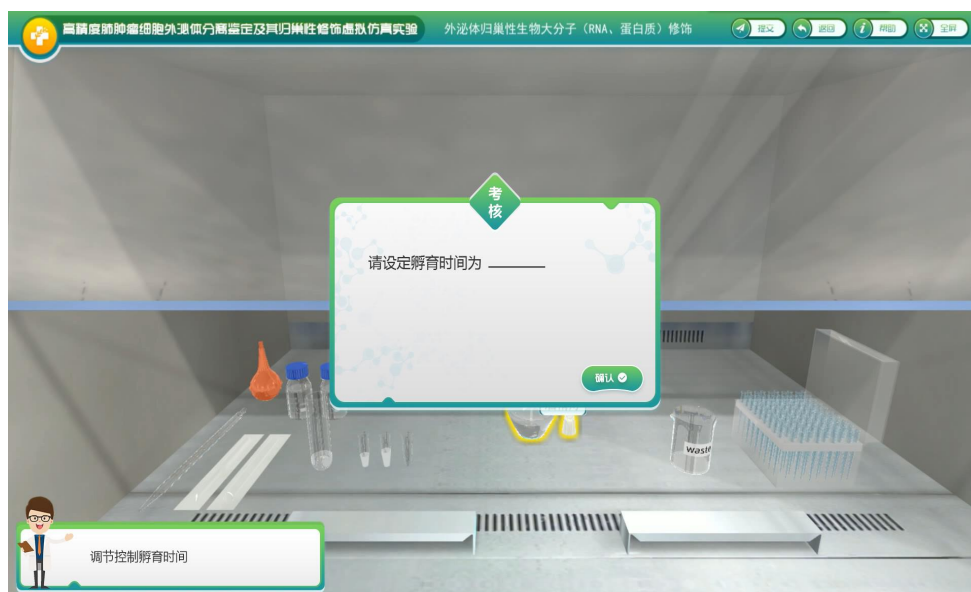 高精度肺肿瘤细胞外泌体分离鉴定及其归巢性修饰虚拟仿真实验
外泌体归巢性生物大分子（RNA、蛋白质）修饰
提交
返回
帮助
全屏
考
核
请设定孵育时间为 ______
确认
waste
调节控制孵育时间